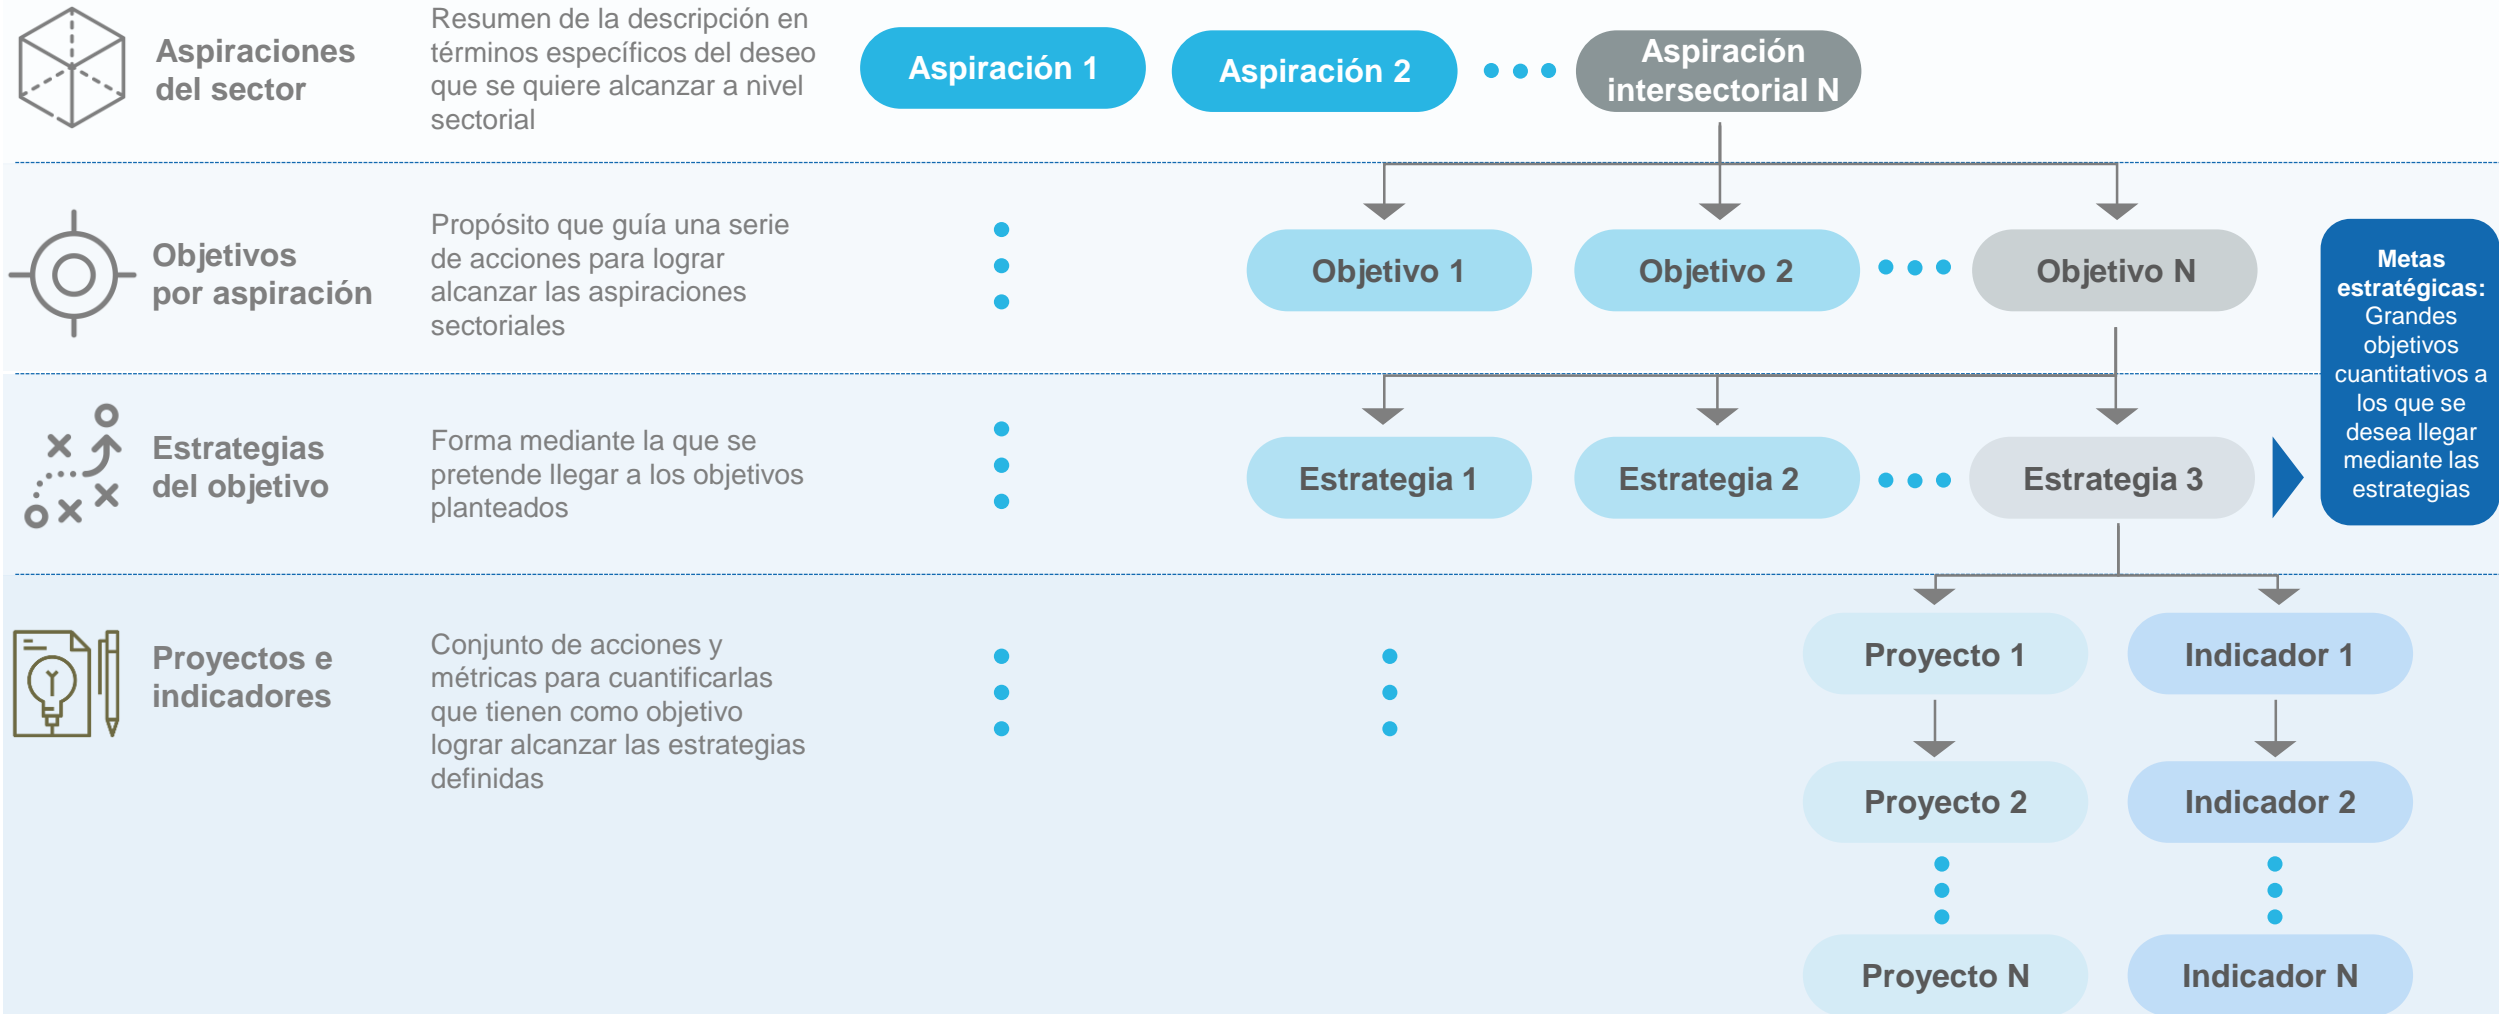 Aspiraciones
del sector
Resumen de la descripción en
términos específicos del deseo
que se quiere alcanzar a nivel
sectorial
Aspiración 1
Aspiración 2
Aspiración
intersectorial N
Objetivos
por aspiración
Propósito que guía una serie
de acciones para lograr
alcanzar las aspiraciones
sectoriales
Objetivo 1
Objetivo 2
Objetivo N
Metas
estratégicas:
Grandes
objetivos
cuantitativos a
los que se
desea llegar
mediante las
estrategias
Estrategias
del objetivo
Forma mediante la que se
pretende llegar a los objetivos
planteados
Estrategia 1
Estrategia 2
Estrategia 3
Proyectos e
indicadores
Conjunto de acciones y
métricas para cuantificarlas
que tienen como objetivo
lograr alcanzar las estrategias
definidas
Proyecto 1
Indicador 1
Proyecto 2
Indicador 2
Proyecto N
Indicador N